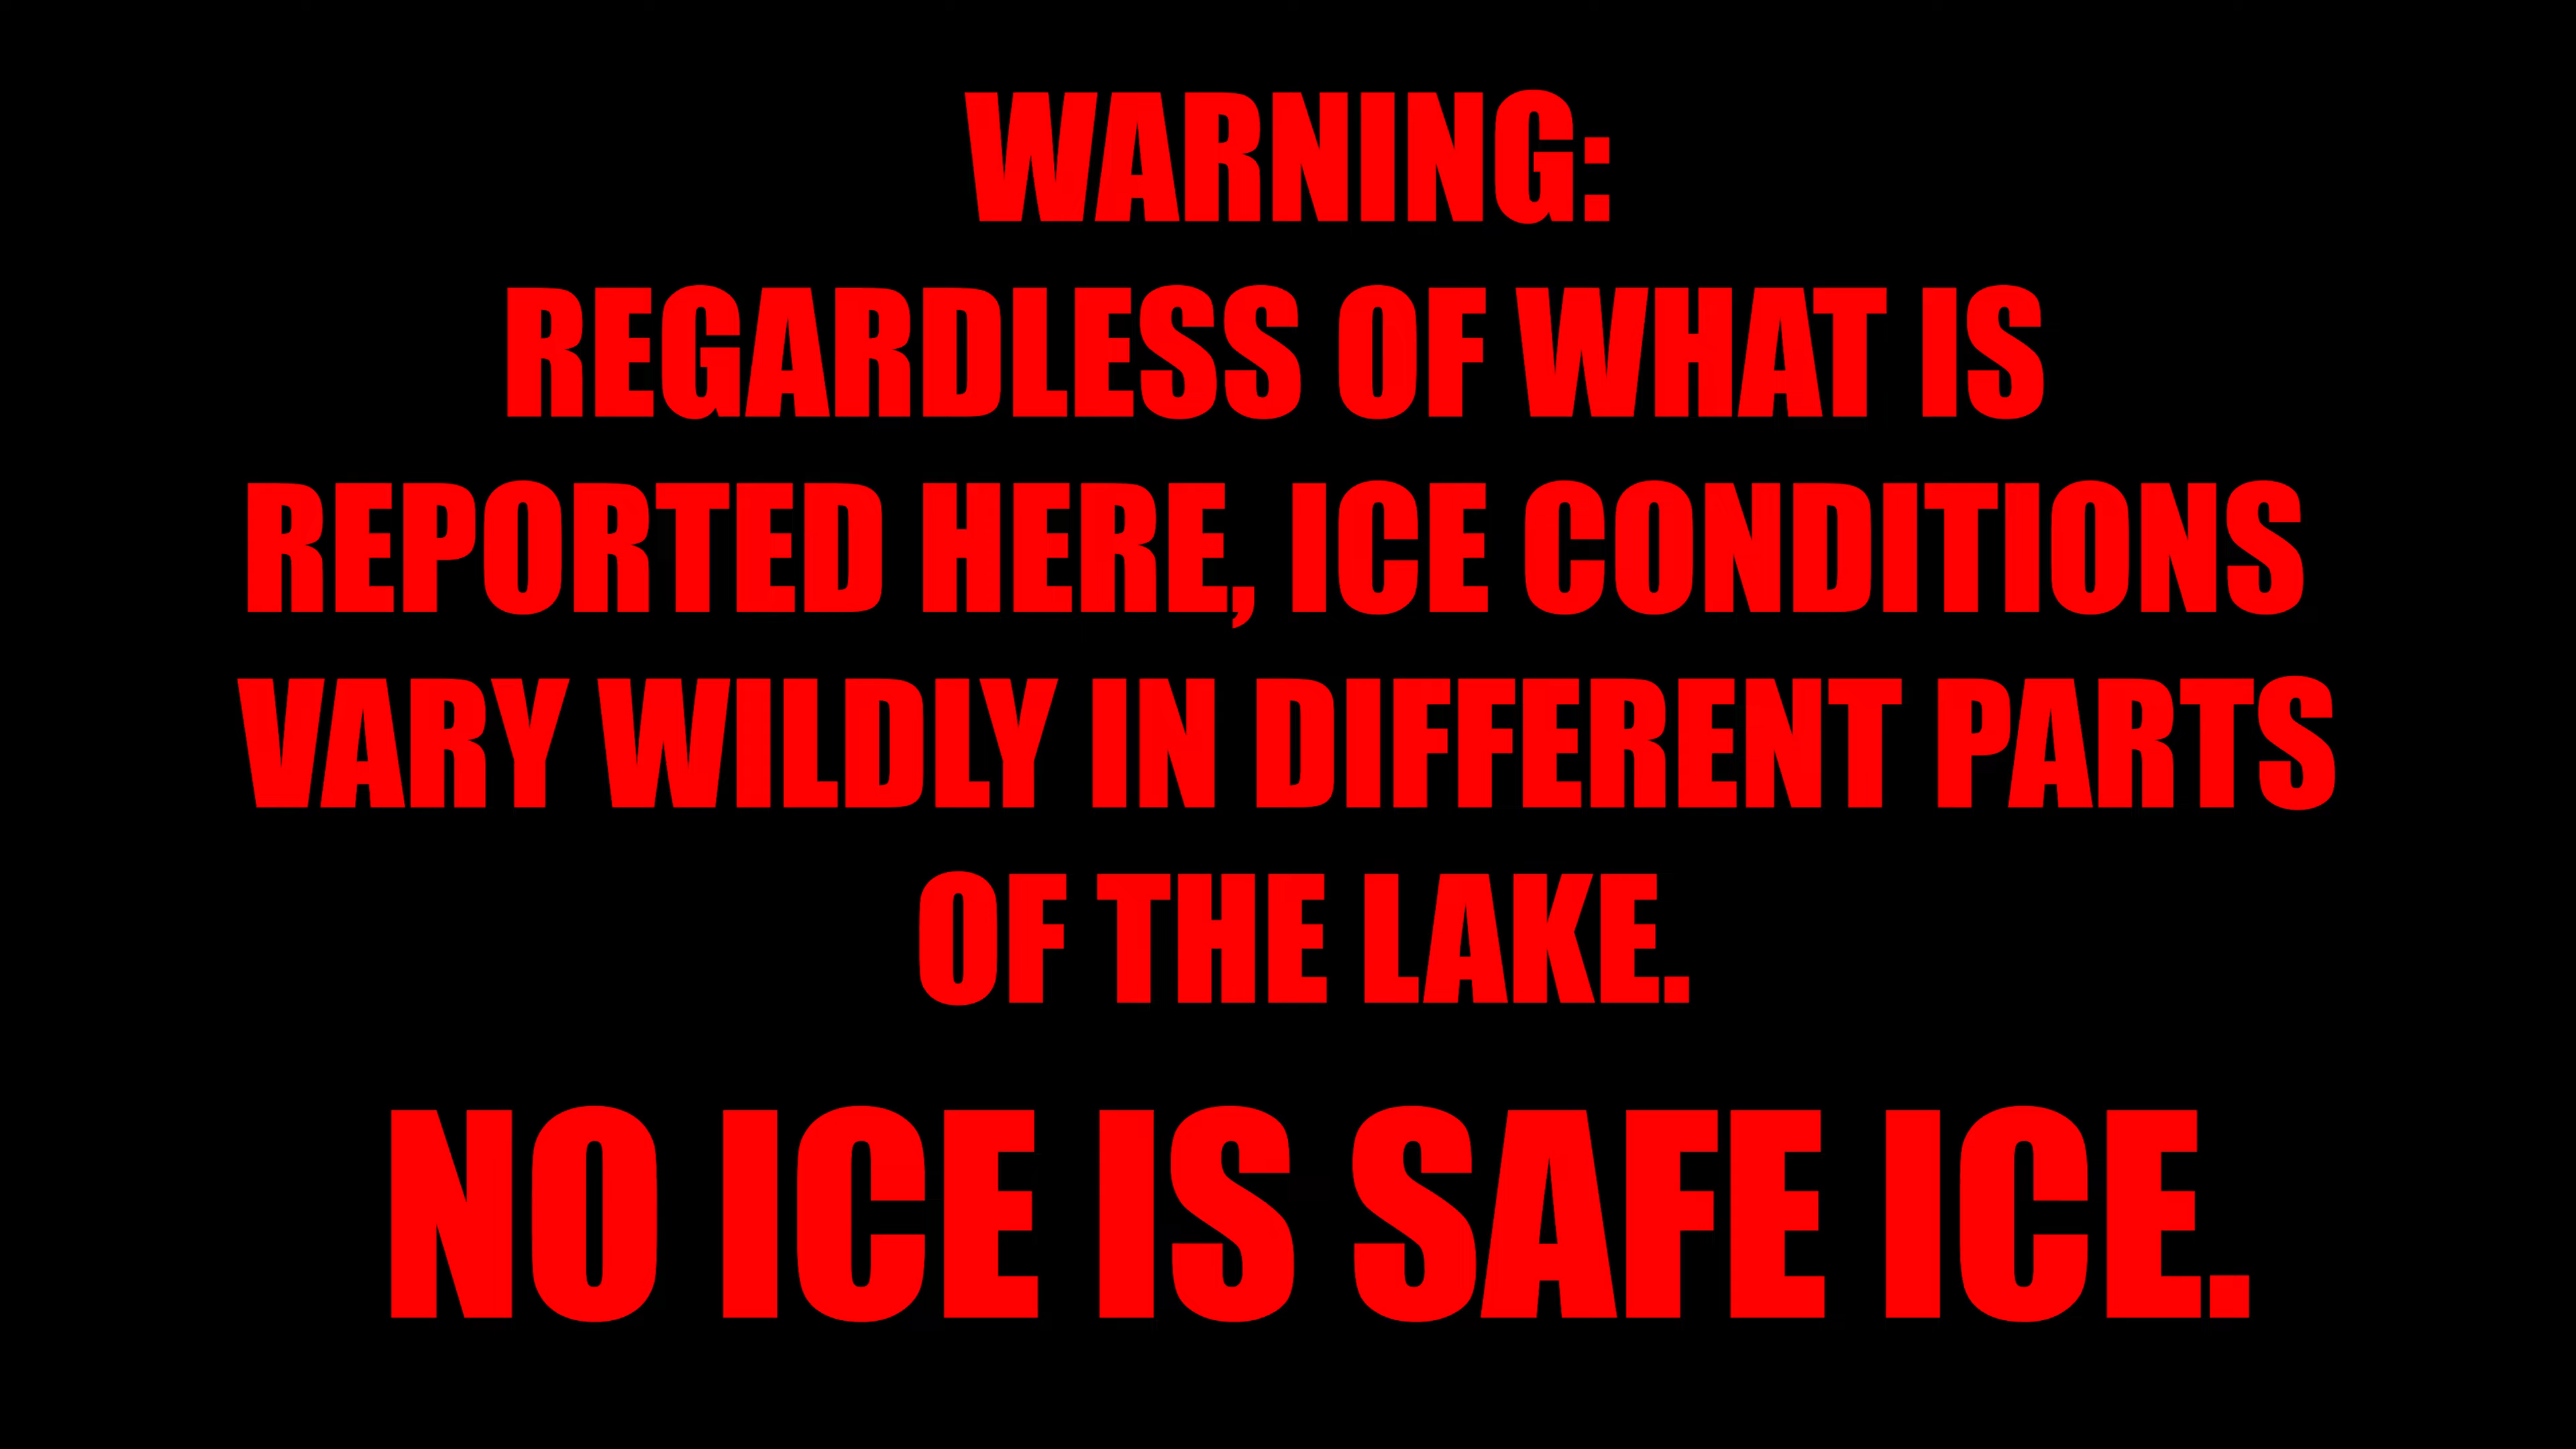 WARNING:
REGARDLESS OF WHAT IS
REPORTED HERE, ICE CONDITIONS
VARY WILDLY IN DIFFERENT PARTS
OF THE LAKE.
NO ICE IS SAFE ICE.